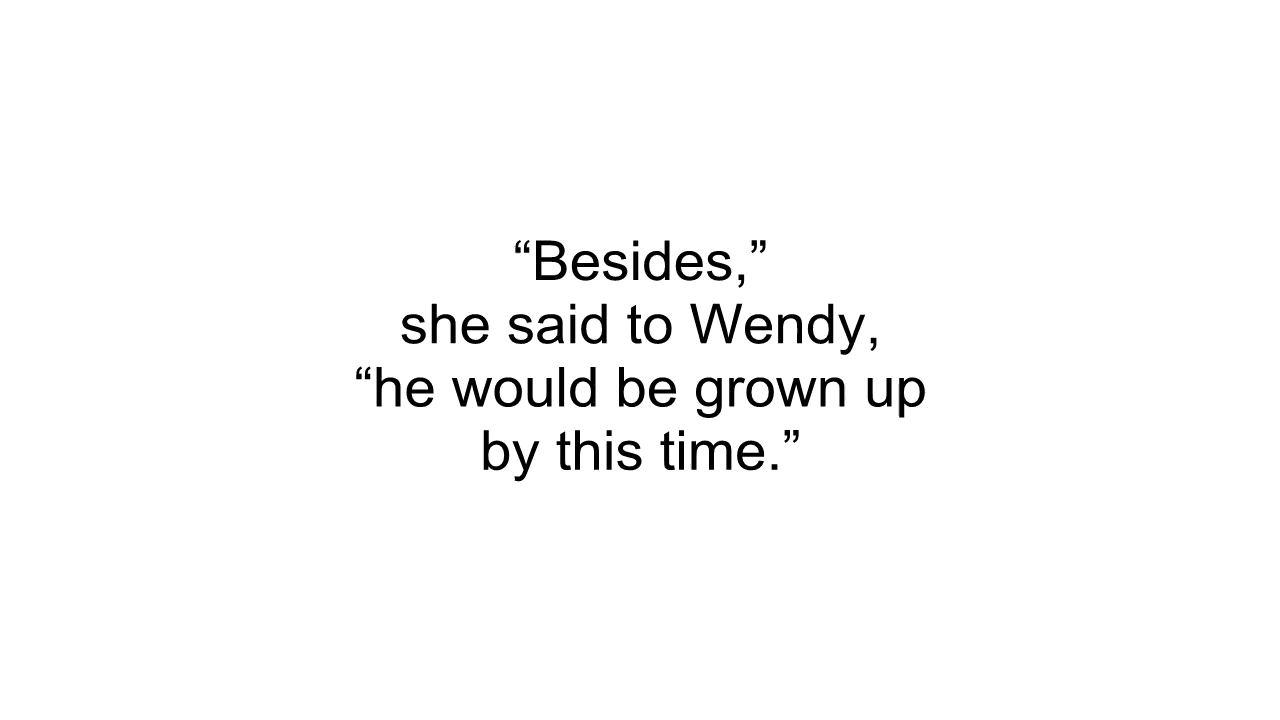 “Besides,”
she said to Wendy,
“he would be grown up
by this time.”